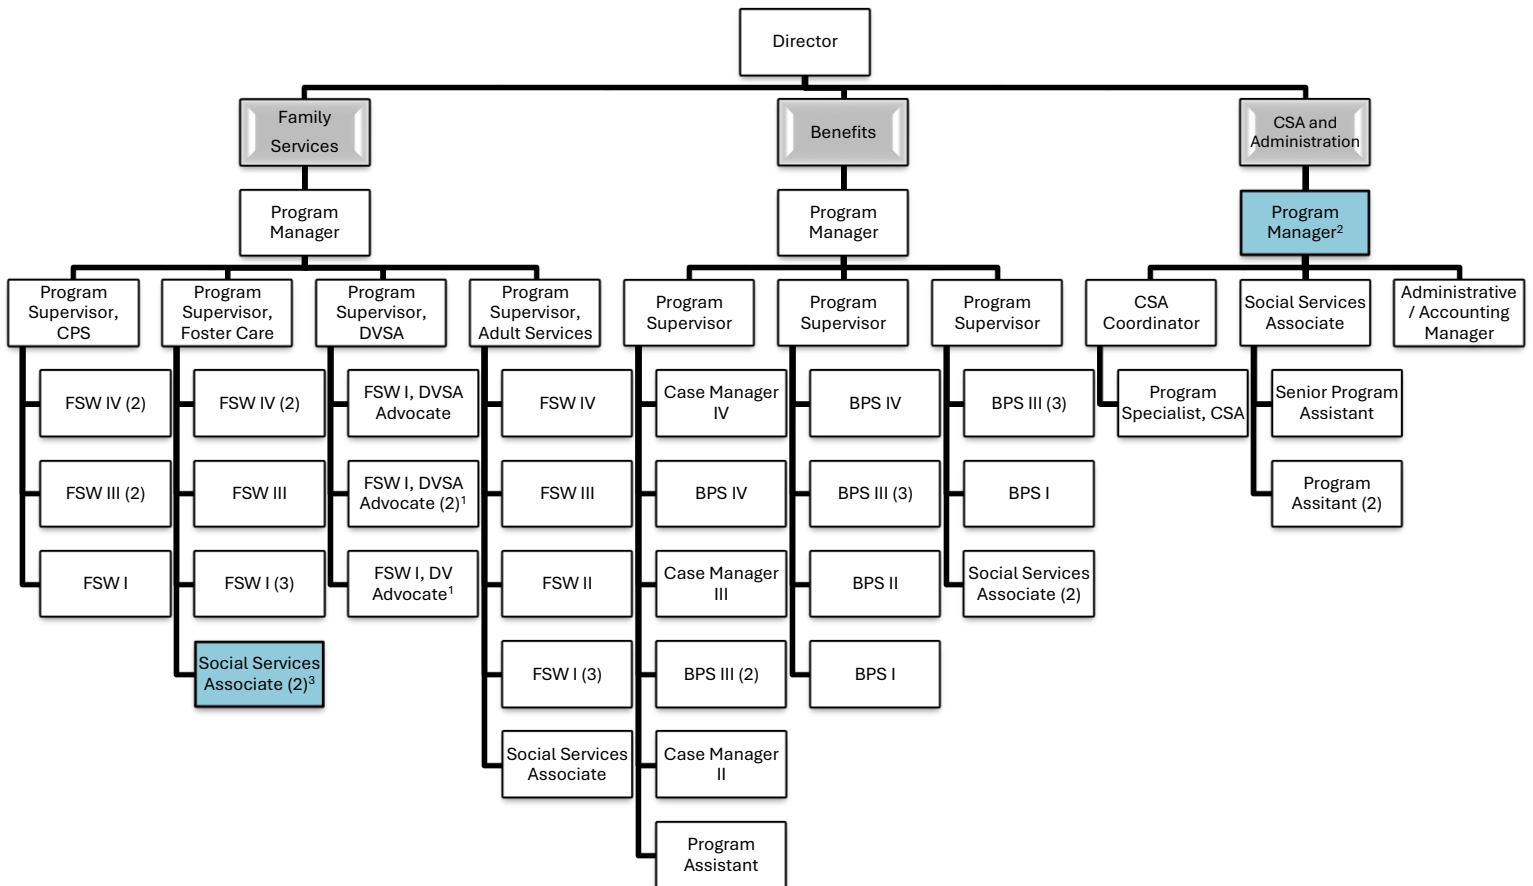 Director
Family
Services
Benefits
CSA and
Administration
Program
Manager
Program
Manager
Program
Manager²
Program
Supervisor,
CPS
Program
Supervisor,
Foster Care
Program
Supervisor,
DVSA
Program
Supervisor,
Adult Services
Program
Supervisor
Program
Supervisor
Program
Supervisor
CSA
Coordinator
Social Services
Associate
Administrative
/ Accounting
Manager
FSW IV (2)
FSW IV (2)
FSW I, DVSA
Advocate
FSW IV
Case Manager
IV
BPS IV
BPS III (3)
Program
Specialist, CSA
Senior Program
Assistant
FSW III (2)
FSW III
FSW I, DVSA
Advocate (2)¹
FSW III
BPS IV
BPS III (3)
BPS I
Program
Assitant (2)
FSW I
FSW I (3)
FSW I, DV
Advocate¹
FSW II
Case Manager
III
BPS II
Social Services
Associate (2)
Social Services
Associate (2)³
FSW I (3)
BPS III (2)
BPS I
Social Services
Associate
Case Manager
II
Program
Assistant